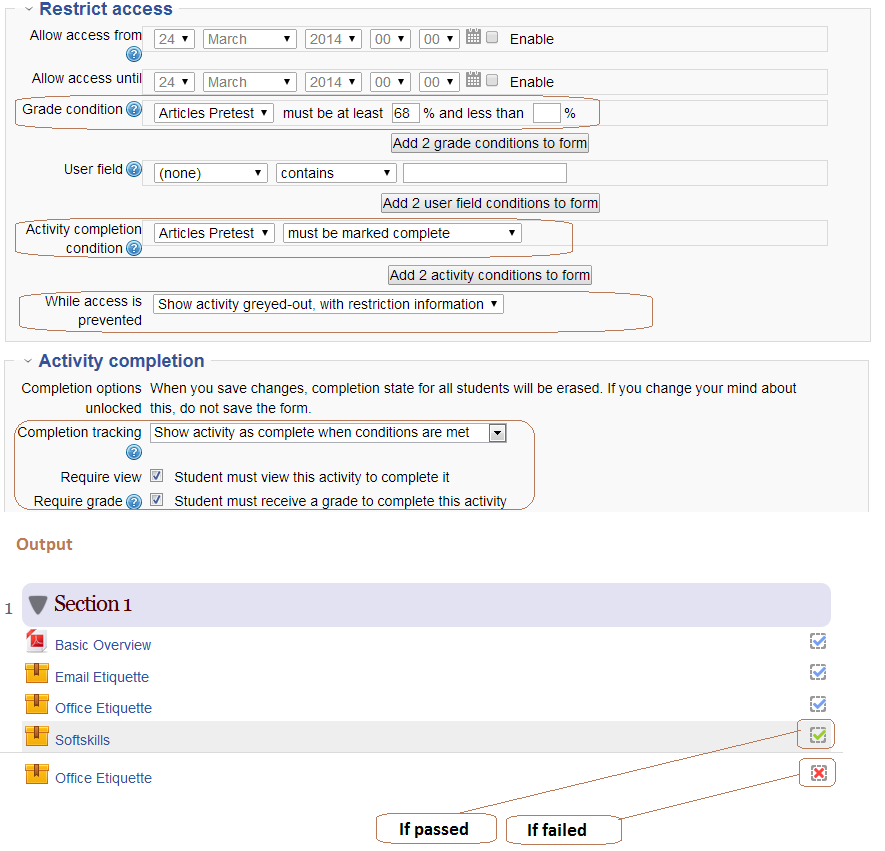 Restrict access
Allow access from 24 March 2014 00 00 Enable
Allow access until 24 March 2014 00 00 Enable
Grade condition Articles Pretest must be at least 68 % and less than %
Add 2 grade conditions to form
User field (none) contains
Add 2 user field conditions to form
Activity completion Articles Pretest must be marked complete
condition
Add 2 activity conditions to form
While access is Show activity greyed-out, with restriction information
prevented
Activity completion
Completion options When you save changes, completion state for all students will be erased. If you change your mind about
unlocked this, do not save the form.
Completion tracking Show activity as complete when conditions are met
Require view Student must view this activity to complete it
Require grade Student must receive a grade to complete this activity
Output
1 Section 1
Basic Overview
Email Etiquette
Office Etiquette
Softskills
Office Etiquette
If passed If failed